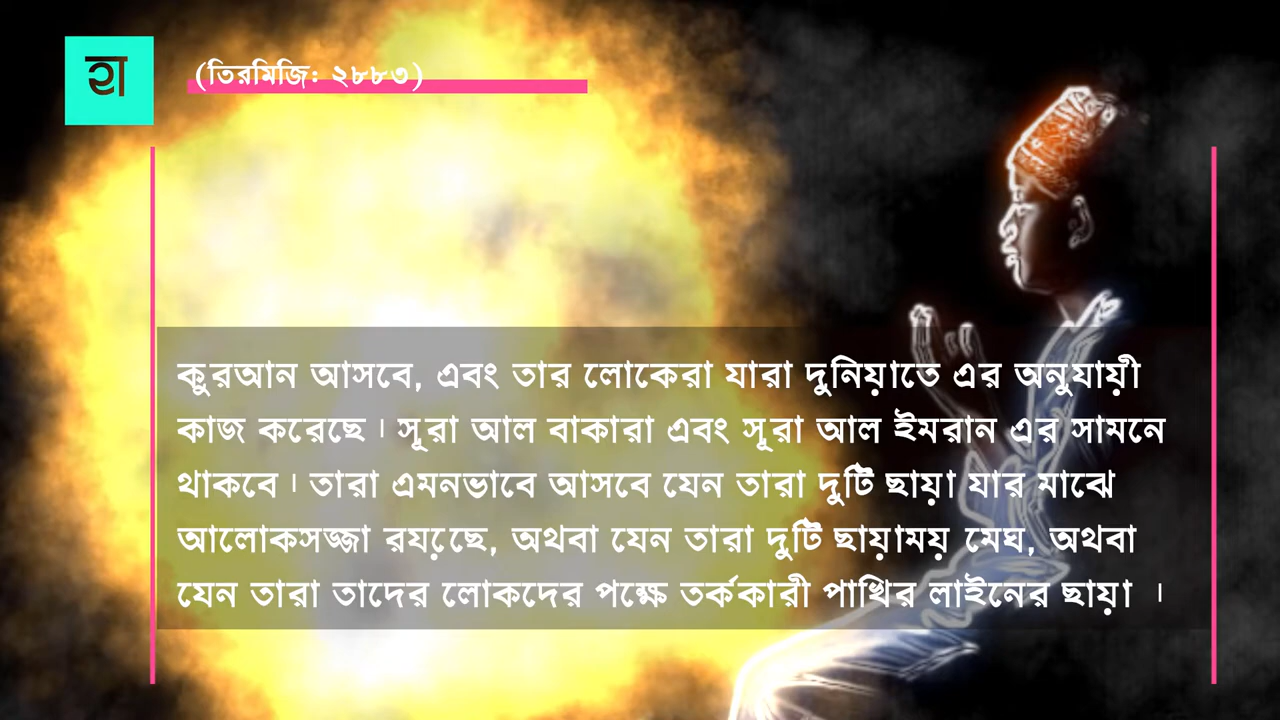 হা
(তিরমিজি: ২৮৮৩)
কুরআন আসবে, এবং তার লোকেরা যারা দুনিয়াতে এর অনুযায়ী
কাজ করেছে। সূরা আল বাকারা এবং সূরা আল ইমরান এর সামনে
থাকবে। তারা এমনভাবে আসবে যেন তারা দুটি ছায়া যার মাঝে
আলোকসজ্জা রয়ছে, অথবা যেন তারা দুটি ছায়াময় মেঘ, অথবা
যেন তারা তাদের লোকদের পক্ষে তর্ককারী পাখির লাইনের ছায়া ।